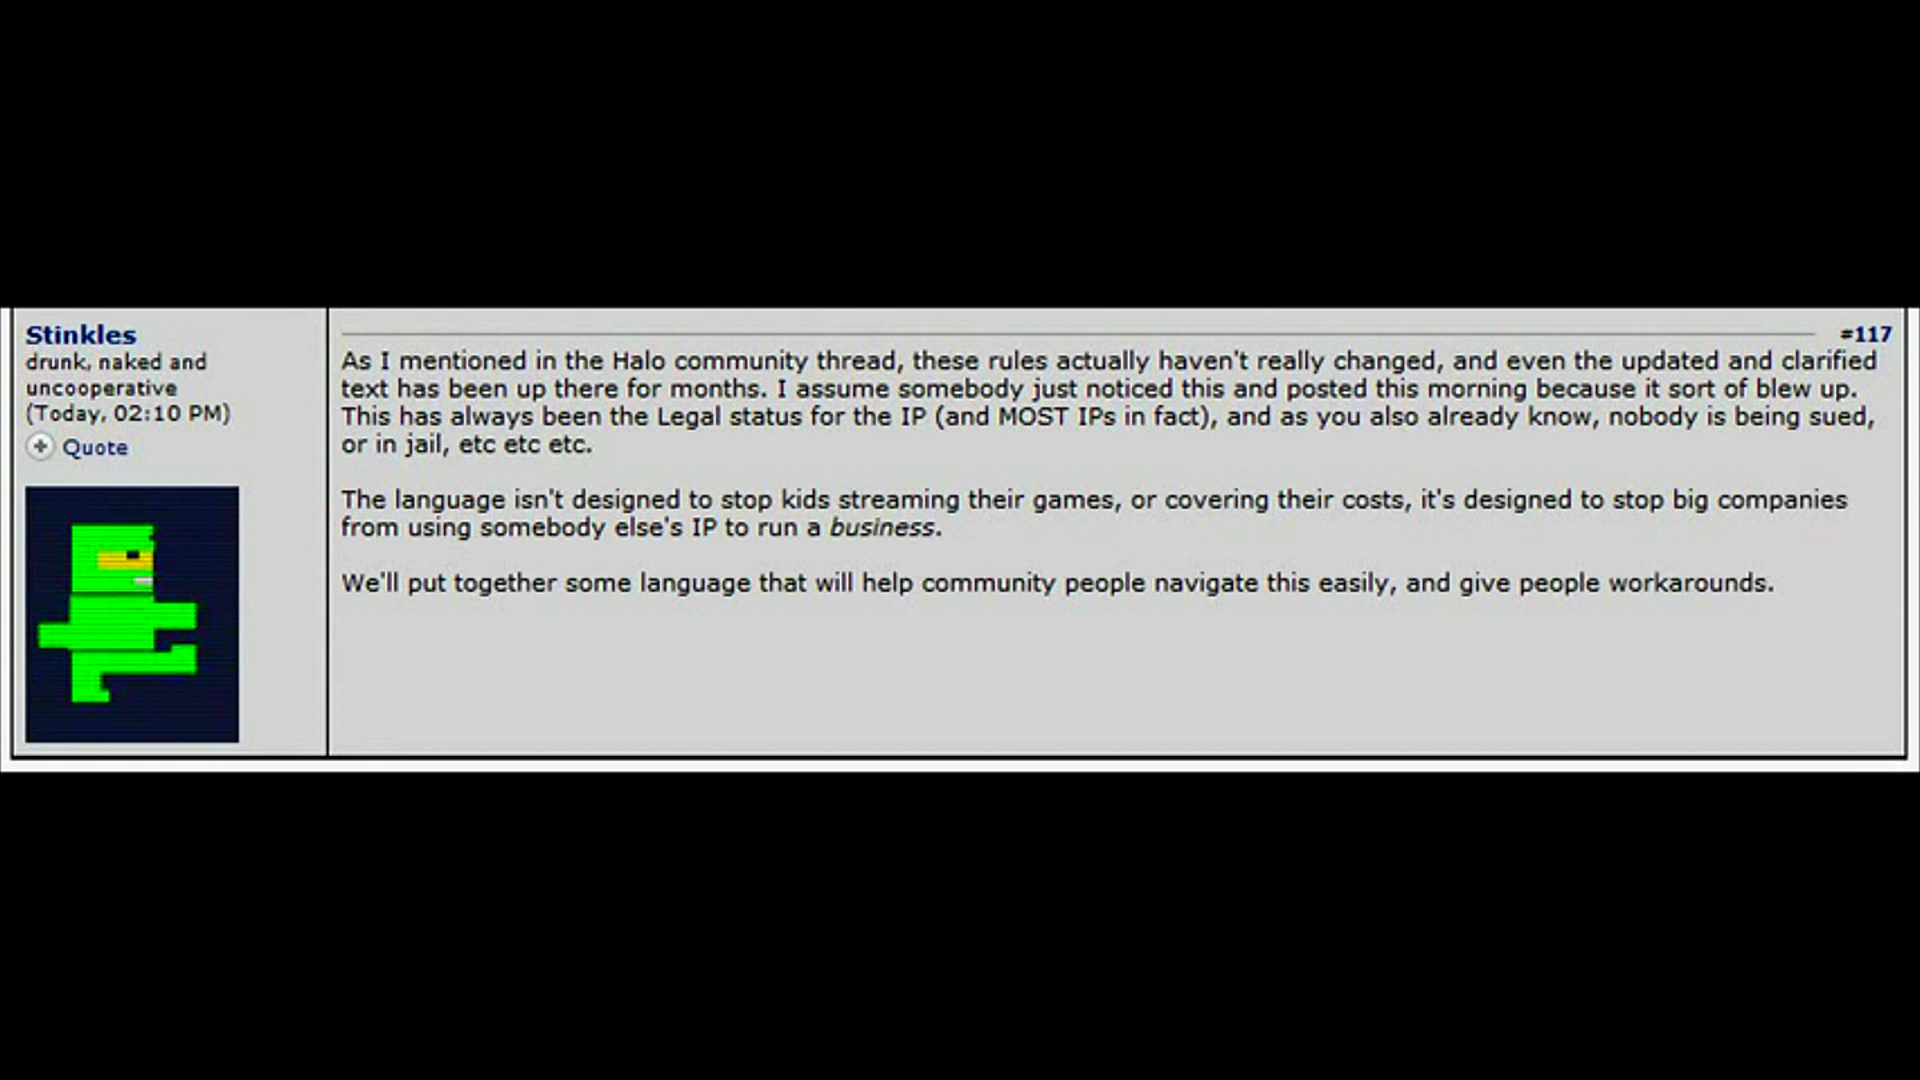 Stinkles
drunk, naked and
uncooperative
(Today, 02:10 PM)
Quote
#117
As I mentioned in the Halo community thread, these rules actually haven't really changed, and even the updated and clarified
text has been up there for months. I assume somebody just noticed this and posted this morning because it sort of blew up.
This has always been the Legal status for the IP (and MOST IPs in fact), and as you also already know, nobody is being sued,
or in jail, etc etc etc.
The language isn't designed to stop kids streaming their games, or covering their costs, it's designed to stop big companies
from using somebody else's IP to run a business.
We'll put together some language that will help community people navigate this easily, and give people workarounds.